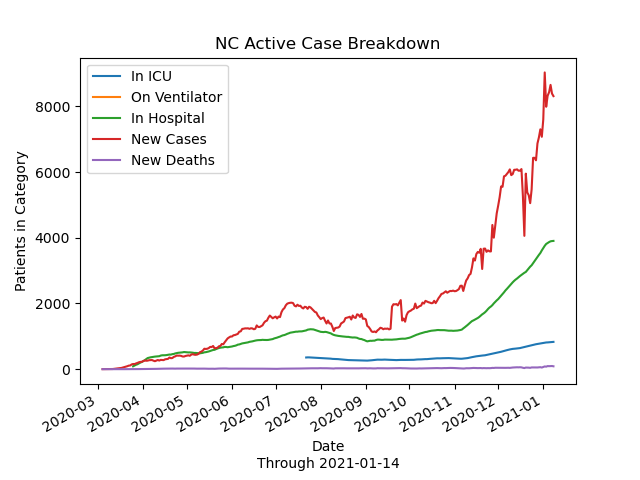 NC Active Case Breakdown
In ICU
On Ventilator
In Hospital
New Cases
New Deaths
Patients in Category
8000
6000
4000
2000
0
2020-03
2020-04
2020-05
2020-06
2020-07
2020-08
2020-09
2020-10
2020-11
2020-12
2021-01
Date
Through 2021-01-14